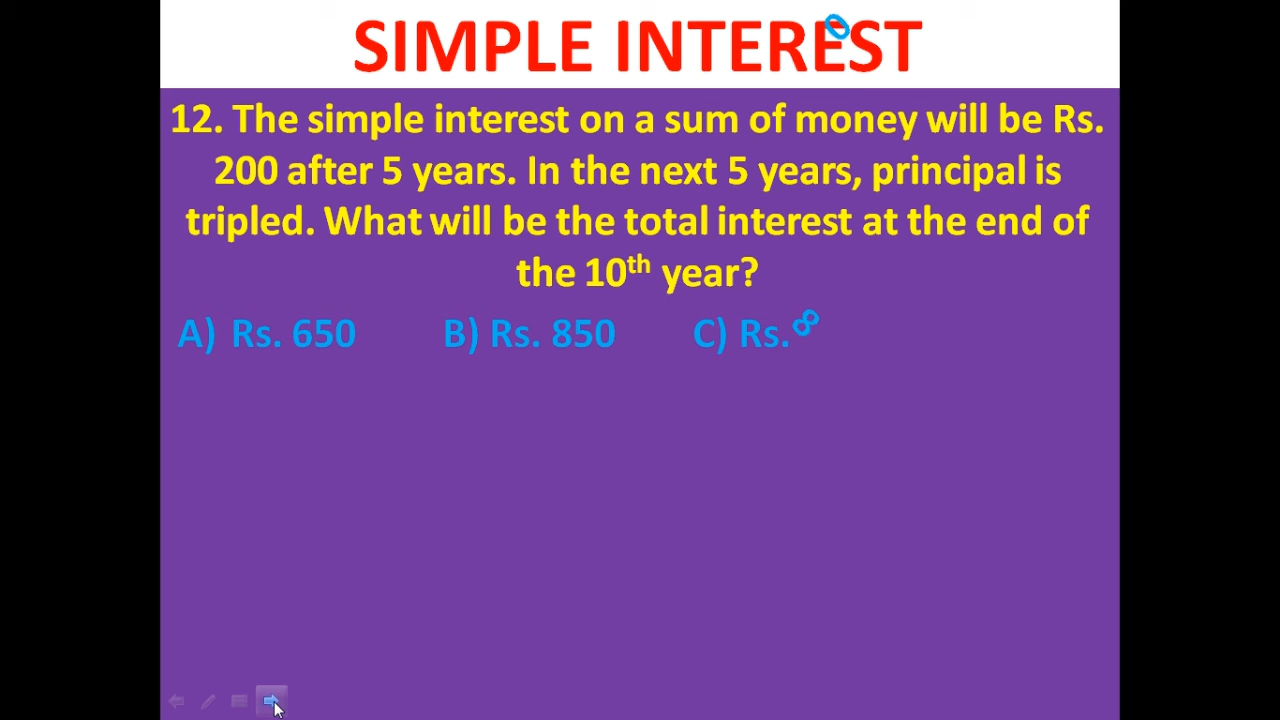 SIMPLE INTEREST
12. The simple interest on a sum of money will be Rs.
200 after 5 years. In the next 5 years, principal is
tripled. What will be the total interest at the end of
the 10th year?
A) Rs. 650 B) Rs. 850 C) Rs. 8
0